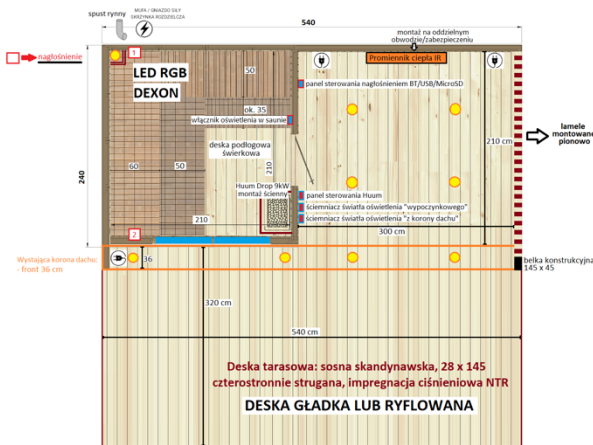 540
spust rynny
MUFA / GNIAZDO SIŁY
SKRZYNKA ROZDZIELCZA
montaż na oddzielnym
obwodzie/zabezpieczeniu
nagłośnienie
1
Promiennik ciepła IR
LED RGB
DEXON
50
panel sterowania nagłośnieniem BT/USB/MicroSD
ok. 35
włącznik oświetlenia w saunie
lamele
montowane
pionowo
210 cm
deska podłogowa
świerkowa
240
60
50
210
Huum Drop 9kW
montaż ścienny
panel sterowania Huum
ściemniacz światła oświetlenia "wypoczynkowego"
ściemniacz światła oświetlenia "z korony dachu"
210
300 cm
2
Wystająca korona dachu:
- front 36 cm
36
belka konstrukcyjna
145 x 45
320 cm
540 cm
Deska tarasowa: sosna skandynawska, 28 x 145
czterostronnie strugana, impregnacja ciśnieniowa NTR
DESKA GŁADKA LUB RYFLOWANA